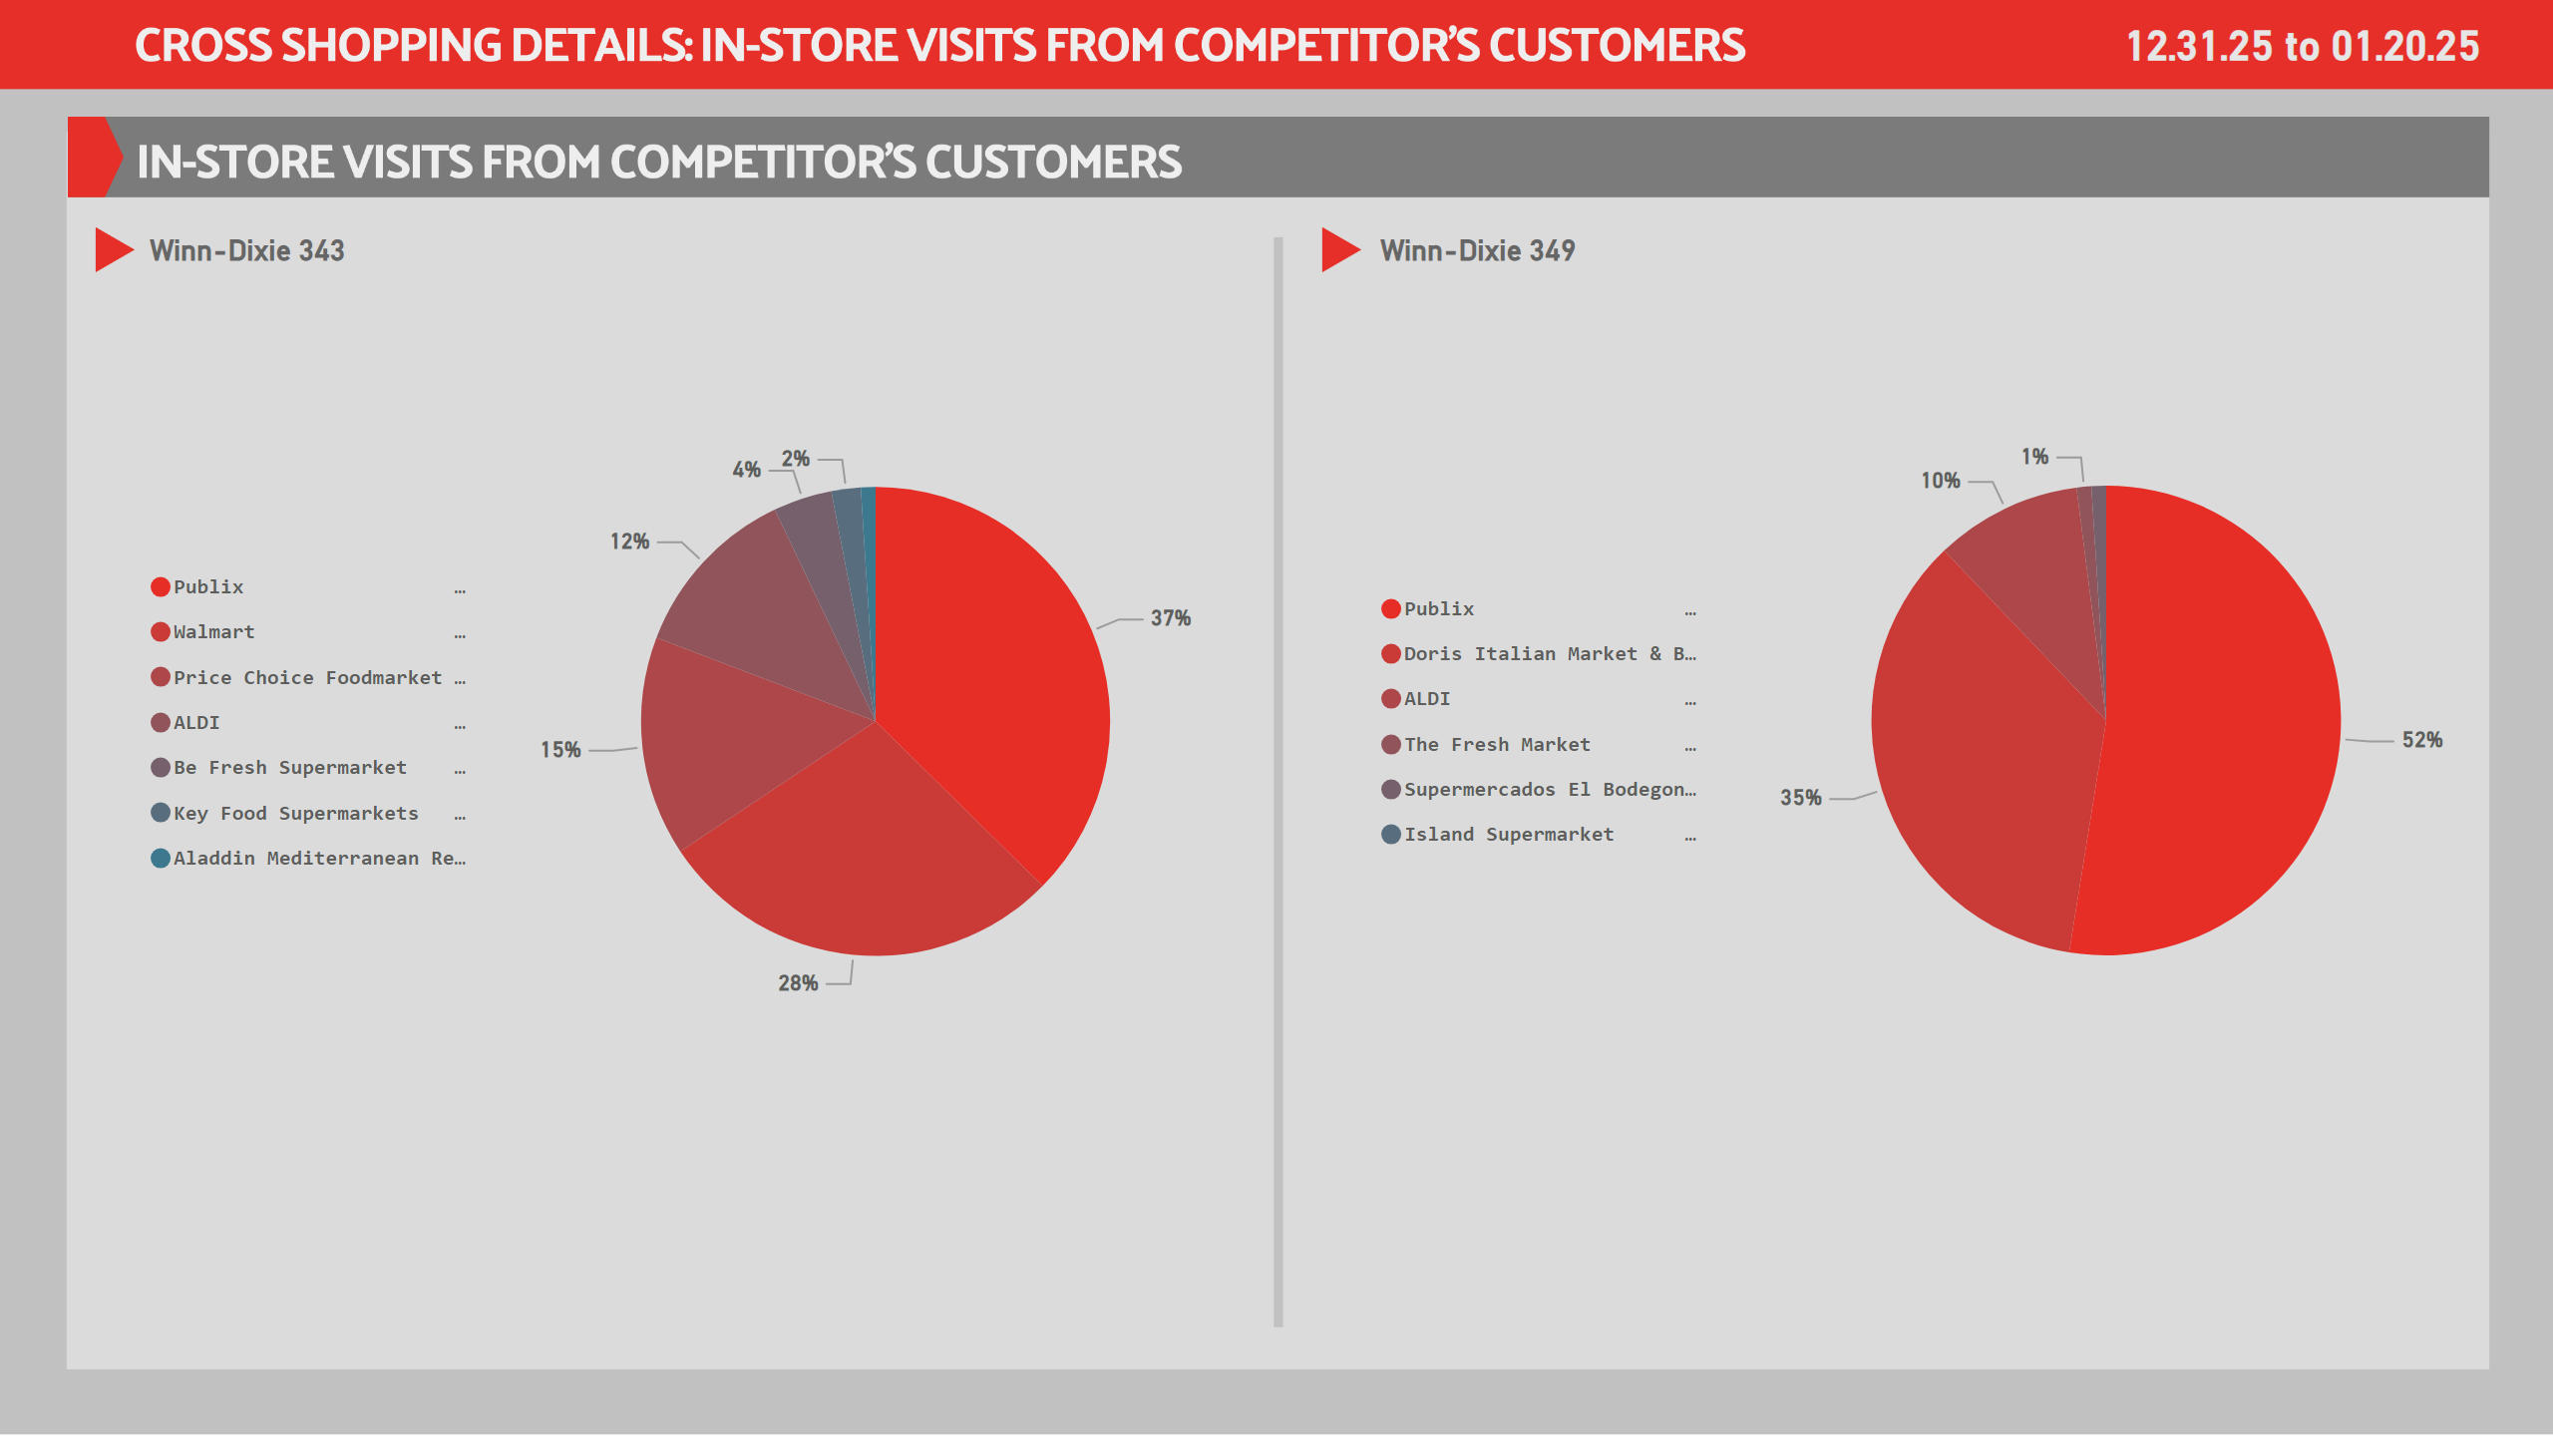 CROSS SHOPPING DETAILS: IN-STORE VISITS FROM COMPETITOR'S CUSTOMERS
12.31.25 to 01.20.25
IN-STORE VISITS FROM COMPETITOR'S CUSTOMERS
Winn-Dixie 343
Publix ...
Walmart ...
Price Choice Foodmarket ...
ALDI ...
Be Fresh Supermarket ...
Key Food Supermarkets ...
Aladdin Mediterranean Re...
2%
4%
12%
37%
15%
28%
Winn-Dixie 349
Publix ...
Doris Italian Market & B...
ALDI ...
The Fresh Market ...
Supermercados El Bodegon...
Island Supermarket ...
1%
10%
52%
35%